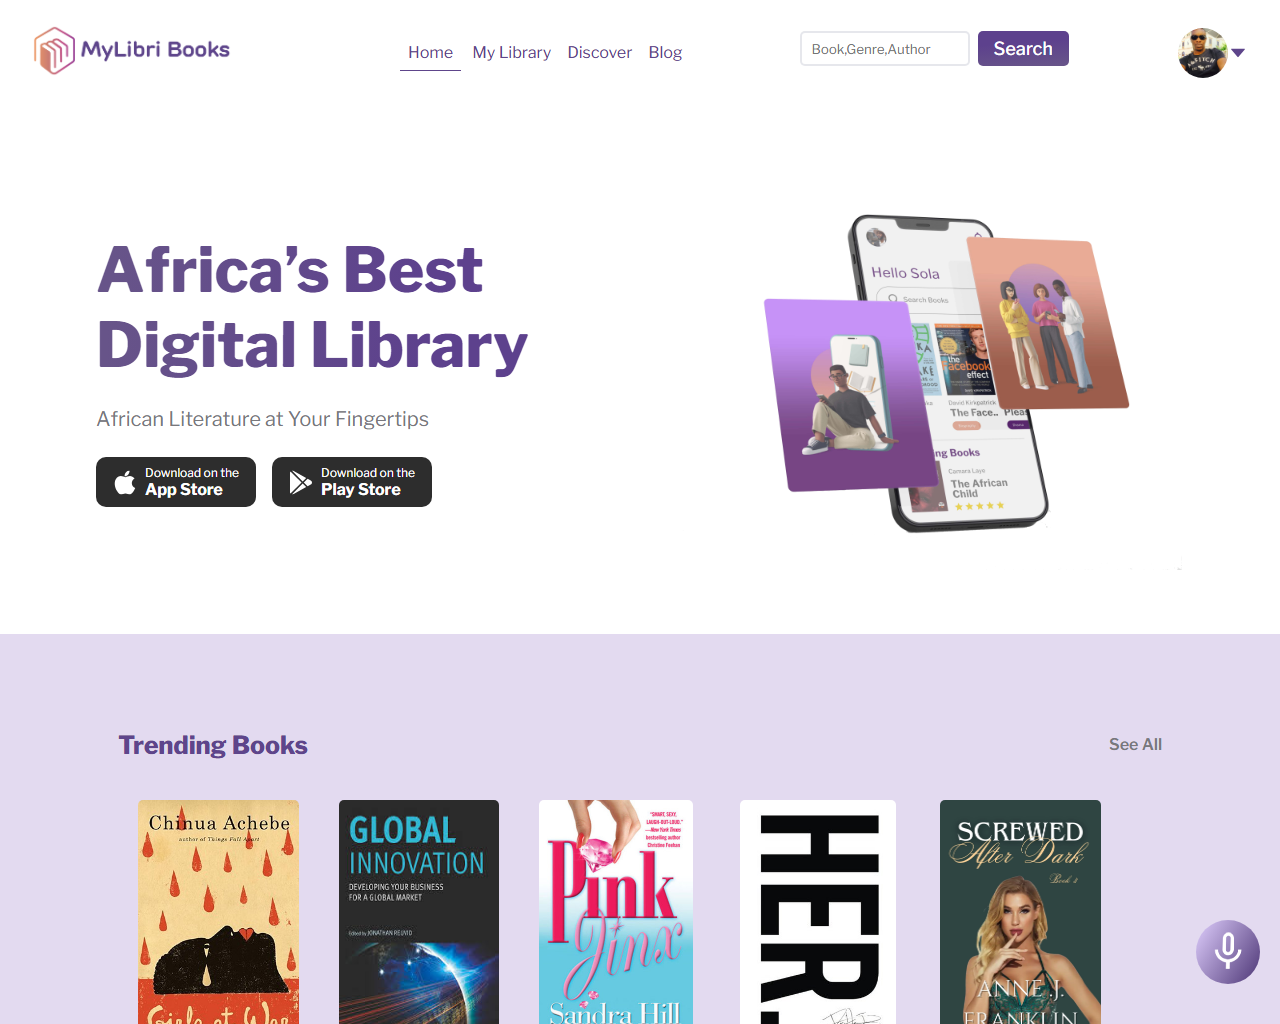 MyLibri Books
Home
My Library
Discover
Blog
Book,Genre,Author
Search
Africa’s Best
Digital Library
African Literature at Your Fingertips
Download on the
App Store
Download on the
Play Store
Hello Sola
Search Books
the
facebook
effect
David Kirkpatrick
The Face..
Pleas
ng Books
Camara Laye
The African
Child
Trending Books
See All
Chinua Achebe
author of Things Fall Apart
Girls at War
GLOBAL
INNOVATION
DEVELOPING YOUR BUSINESS
FOR A GLOBAL MARKET
Edited by JONATHAN REUVID
"SMART, SEXY,
LAUGH-OUT-LOUD."
—New York Times
bestselling author
Christine Feehan
Pink
Jinx
Sandra Hill
HER.
SCREWED
After Dark
Book 2
ANNE J.
FRANKLIN